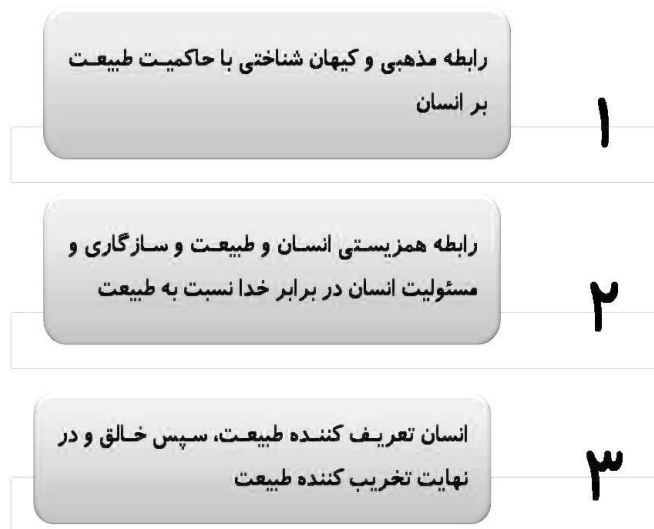 رابطه مذهبی و کیهان شناختی با حاکمیت طبیعت
بر انسان
۱
رابطه همزیستی انسان و طبیعت و سازگاری و
مسئولیت انسان در برابر خدا نسبت به طبیعت
۲
انسان تعریف کننده طبیعت، سپس خالق و در
نهایت تخریب کننده طبیعت
۳